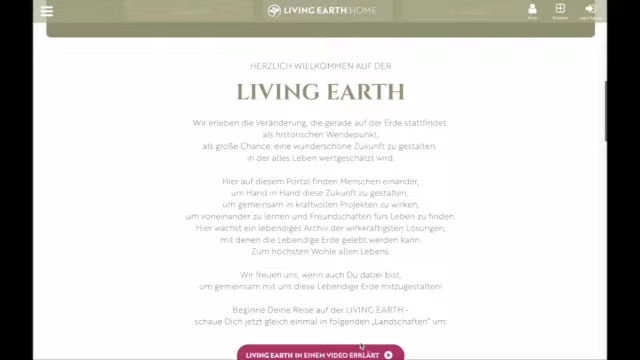 LIVING EARTH HOME
HERZLICH WILLKOMMEN AUF DER
LIVING EARTH
Wir erleben die Veränderung, die gerade auf der Erde stattfindet
als historischen Wendepunkt,
als große Chance, eine wunderschöne Zukunft zu gestalten,
in der alles Leben wertgeschätzt wird.
Hier auf diesem Portal finden Menschen einander,
um Hand in Hand diese Zukunft zu gestalten,
um gemeinsam in kraftvollen Projekten zu wirken,
um voneinander zu lernen und Freundschaften fürs Leben zu finden.
Hier wächst ein lebendiges Archiv der wirkkräftigsten Lösungen,
mit denen die Lebendige Erde gelebt werden kann.
Zum höchsten Wohle allen Lebens.
Wir freuen uns, wenn auch Du dabei bist,
um gemeinsam mit uns diese Lebendige Erde mitzugestalten!
Beginne Deine Reise auf der LIVING EARTH -
schaue Dich jetzt gleich einmal in folgenden „Landschaften" um:
LIVING EARTH IN EINEM VIDEO ERKLÄRT